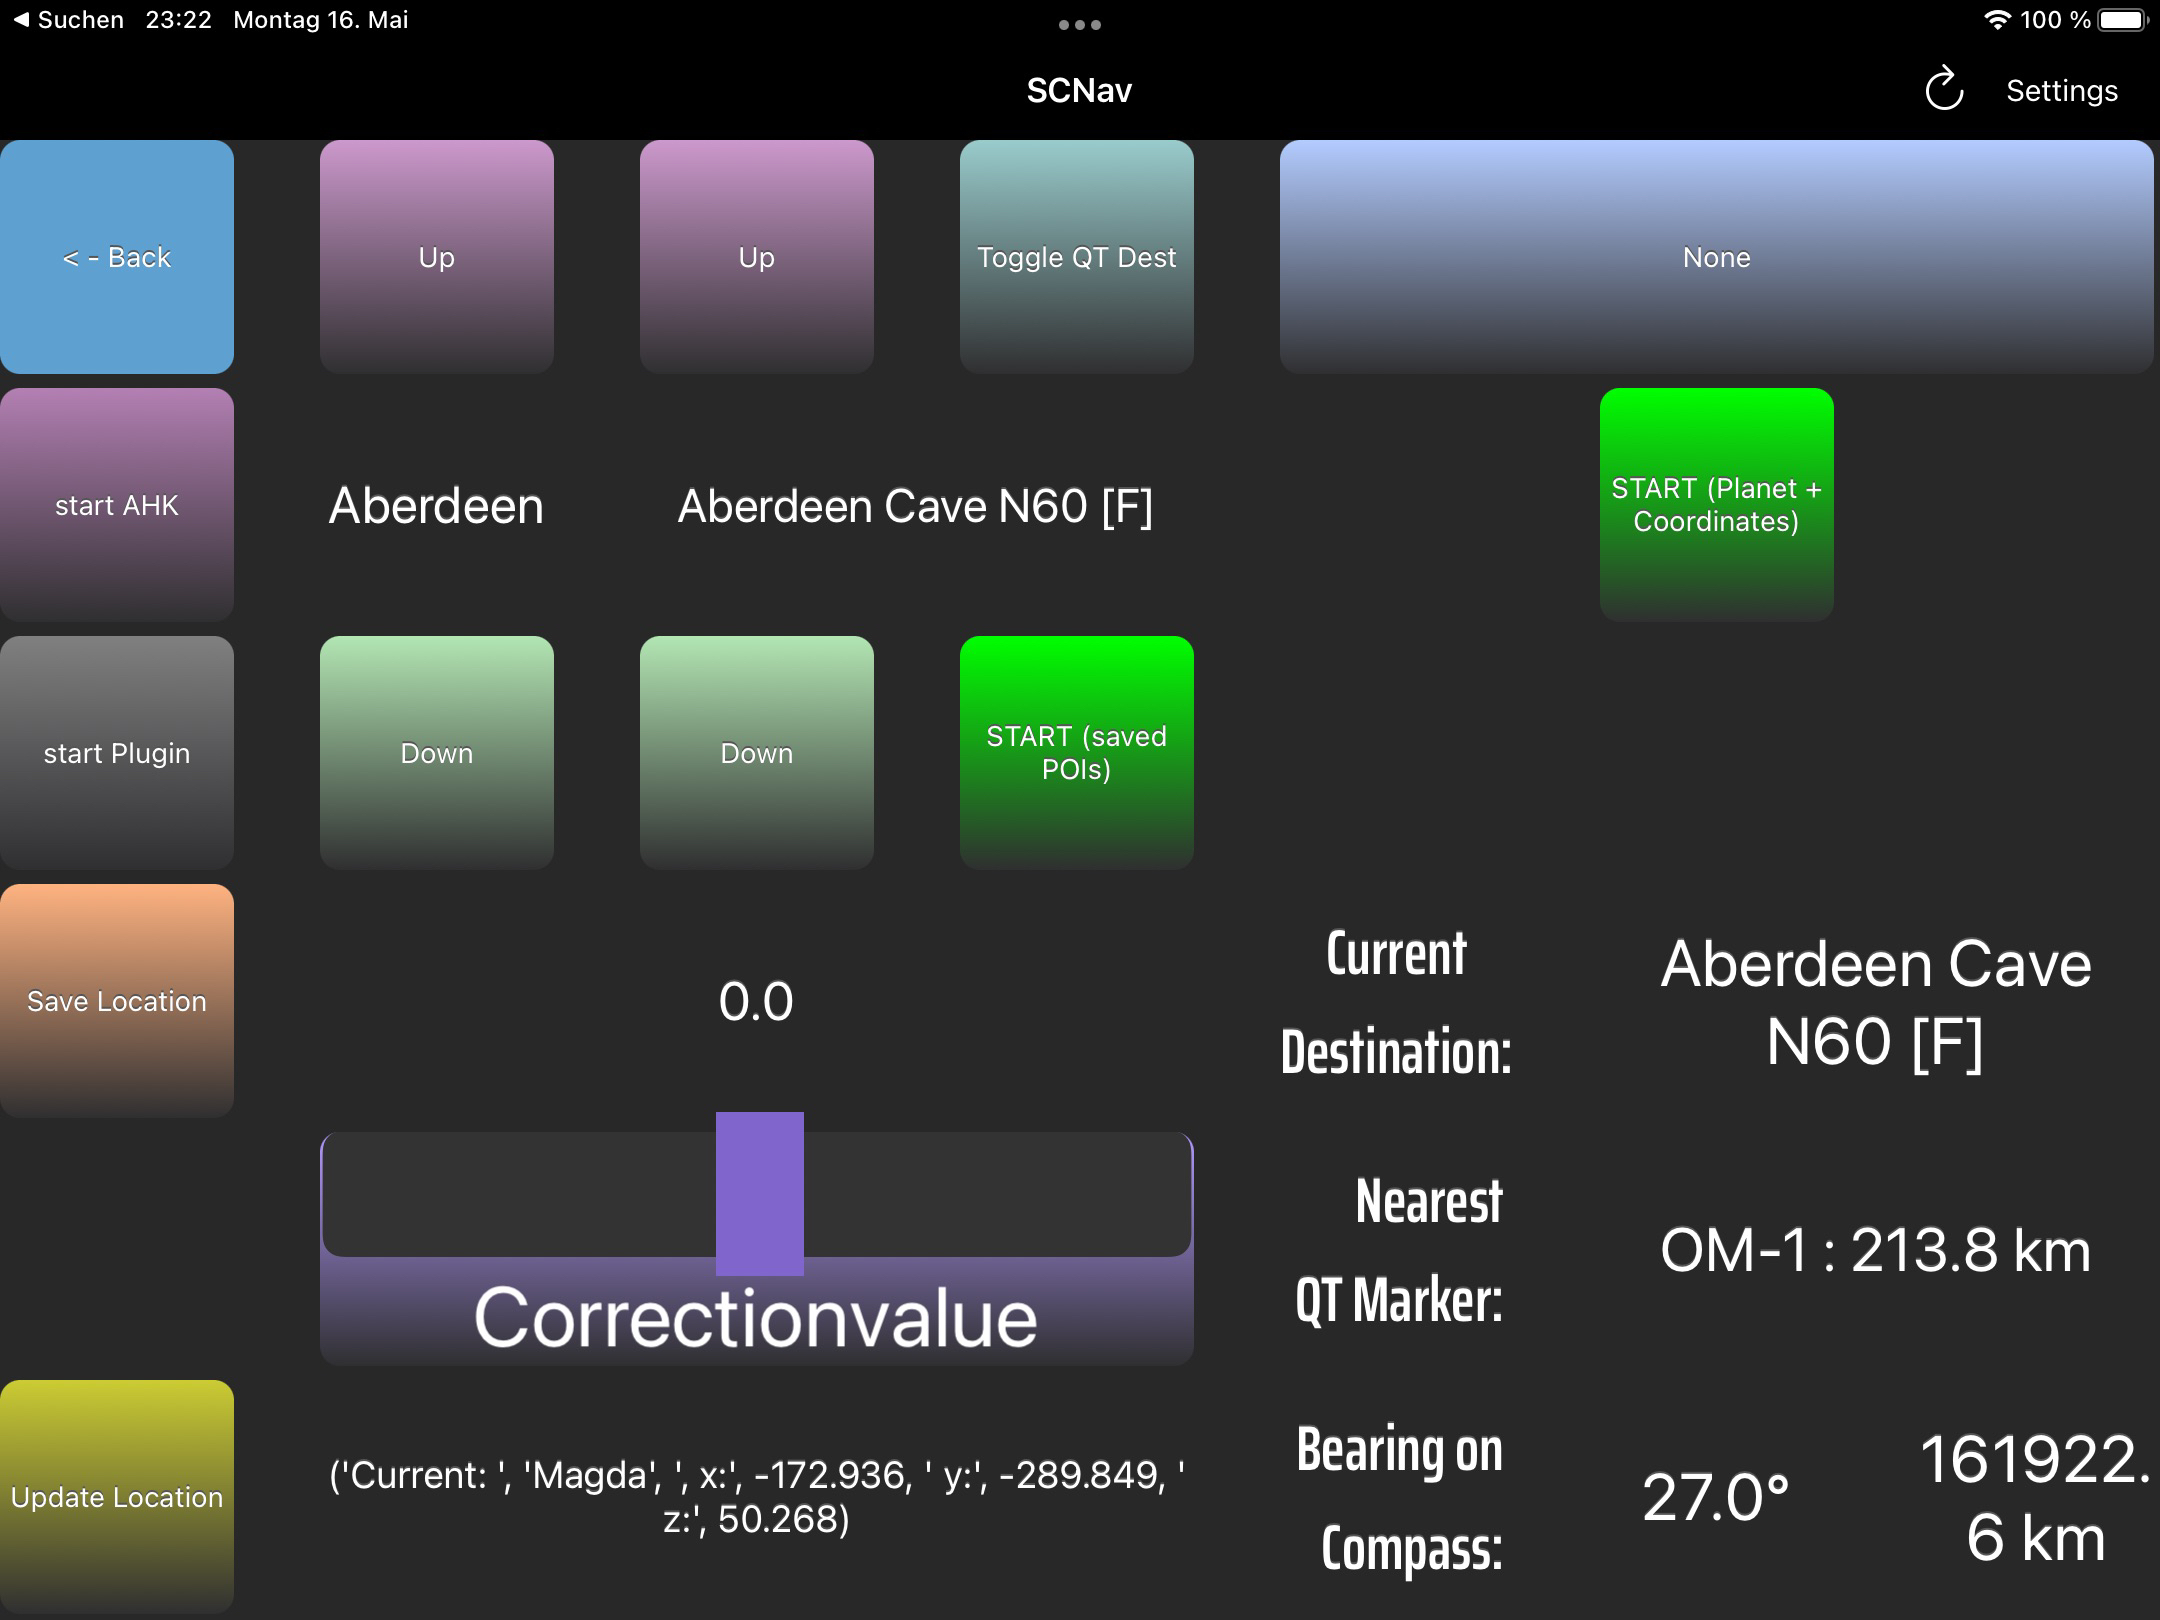 ◀ Suchen 23:22 Montag 16. Mai
100 %
SCNav
Settings
< - Back
Up
Up
Toggle QT Dest
None
start AHK
Aberdeen
Aberdeen Cave N60 [F]
START (Planet +
Coordinates)
start Plugin
Down
Down
START (saved
POIs)
Save Location
0.0
Current
Destination:
Aberdeen Cave
N60 [F]
Correctionvalue
Nearest
QT Marker:
OM-1 : 213.8 km
Update Location
('Current: ', 'Magda', ', x:', -172.936, ' y:', -289.849, '
z:', 50.268)
Bearing on
Compass:
27.0°
161922.
6 km